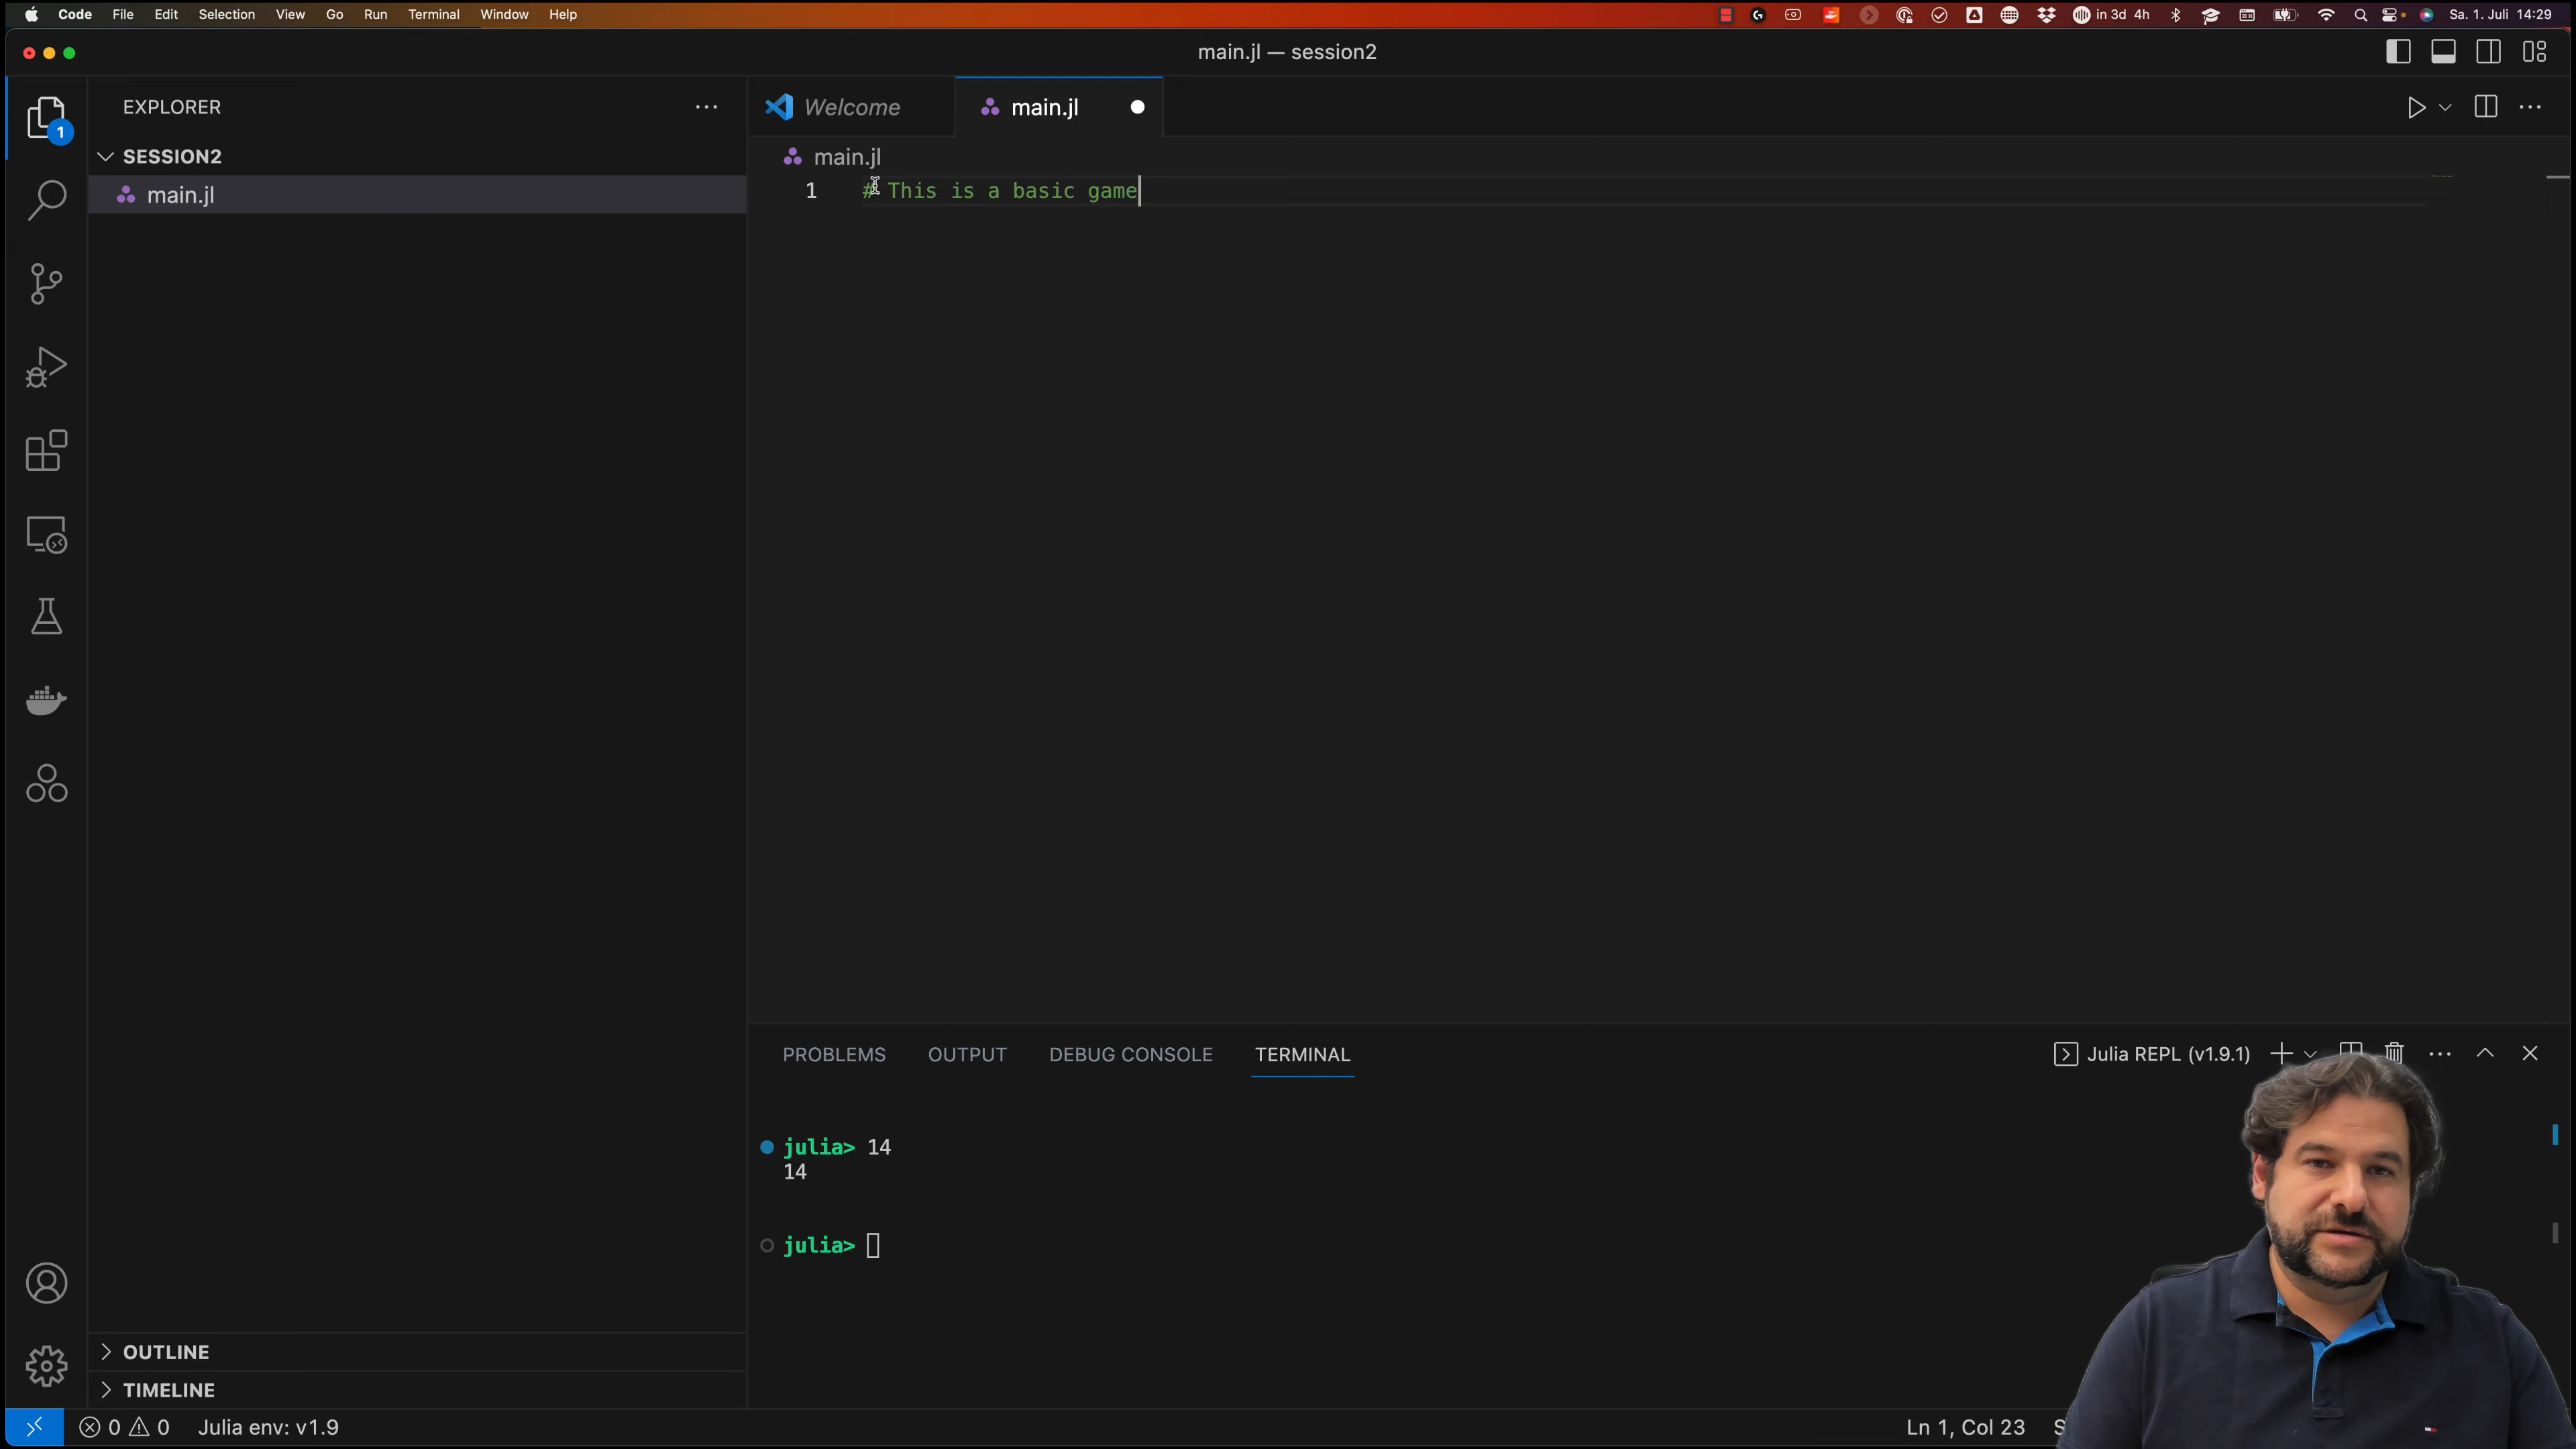 Code File Edit Selection View Go Run Terminal Window Help in 3d 4h Sa. 1. Juli 14:29
main.jl — session2
EXPLORER
1
SESSION2
main.jl
Welcome
main.jl
main.jl
1 # This is a basic game
PROBLEMS OUTPUT DEBUG CONSOLE TERMINAL
Julia REPL (v1.9.1)
julia> 14
14
julia>
OUTLINE
TIMELINE
0 0 Julia env: v1.9
Ln 1, Col 23